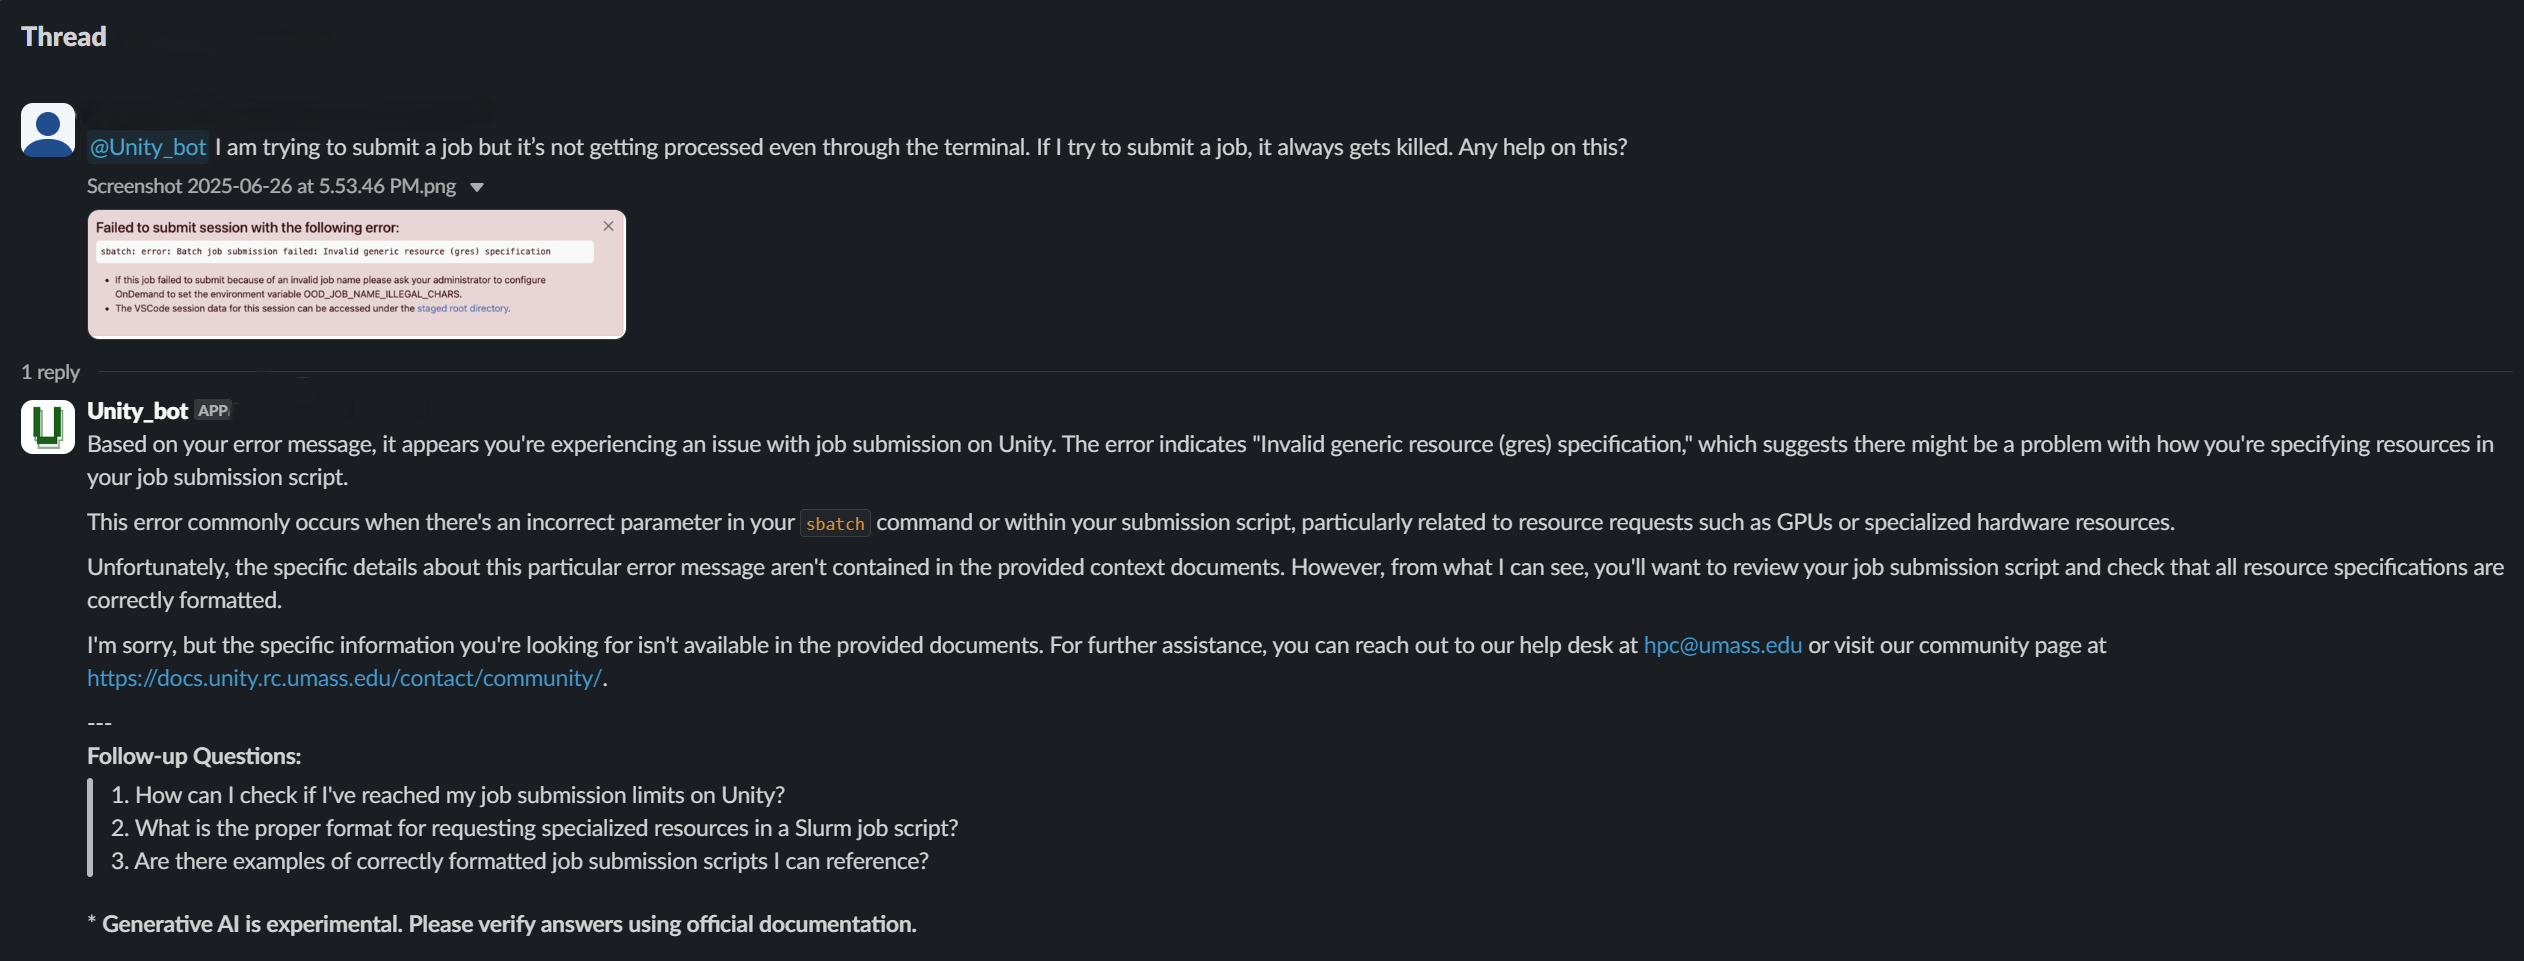 Thread
@Unity_bot I am trying to submit a job but it’s not getting processed even through the terminal. If I try to submit a job, it always gets killed. Any help on this?
Screenshot 2025-06-26 at 5.53.46 PM.png
Failed to submit session with the following error:
sbatch: error: Batch job submission failed: Invalid generic resource (gres) specification
• If this job failed to submit because of an invalid job name please ask your administrator to configure
OnDemand to set the environment variable OOD_JOB_NAME_ILLEGAL_CHARS.
• The VSCode session data for this session can be accessed under the staged root directory.
1 reply
Unity_bot APP
Based on your error message, it appears you're experiencing an issue with job submission on Unity. The error indicates "Invalid generic resource (gres) specification," which suggests there might be a problem with how you're specifying resources in
your job submission script.
This error commonly occurs when there's an incorrect parameter in your sbatch command or within your submission script, particularly related to resource requests such as GPUs or specialized hardware resources.
Unfortunately, the specific details about this particular error message aren't contained in the provided context documents. However, from what I can see, you'll want to review your job submission script and check that all resource specifications are
correctly formatted.
I'm sorry, but the specific information you're looking for isn't available in the provided documents. For further assistance, you can reach out to our help desk at hpc@umass.edu or visit our community page at
https://docs.unity.rc.umass.edu/contact/community/.
---
Follow-up Questions:
1. How can I check if I've reached my job submission limits on Unity?
2. What is the proper format for requesting specialized resources in a Slurm job script?
3. Are there examples of correctly formatted job submission scripts I can reference?
* Generative AI is experimental. Please verify answers using official documentation.